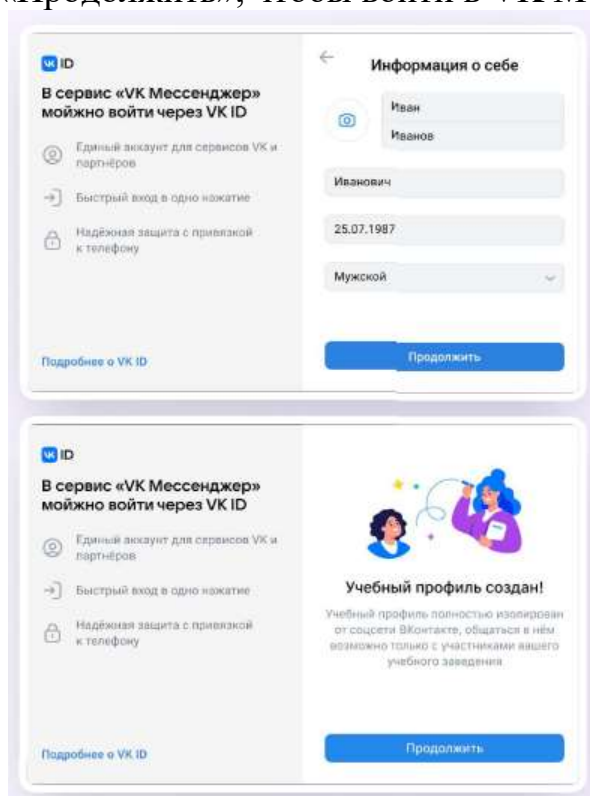 «Продолжить», чтобы войти в VK М
VK ID
В сервис «VK Мессенджер»
мойжно войти через VK ID
Единый аккаунт для сервисов VK и
партнёров
Быстрый вход в одно нажатие
Надёжная защита с привязкой
к телефону
Подробнее о VK ID
Информация о себе
Иван
Иванов
Иванович
25.07.1987
Мужской
Продолжить
VK ID
В сервис «VK Мессенджер»
мойжно войти через VK ID
Единый аккаунт для сервисов VK и
партнёров
Быстрый вход в одно нажатие
Надёжная защита с привязкой
к телефону
Подробнее о VK ID
Учебный профиль создан!
Учебный профиль полностью изолирован
от соцсети ВКонтакте, общаться в нём
возможно только с участниками вашего
учебного заведения
Продолжить